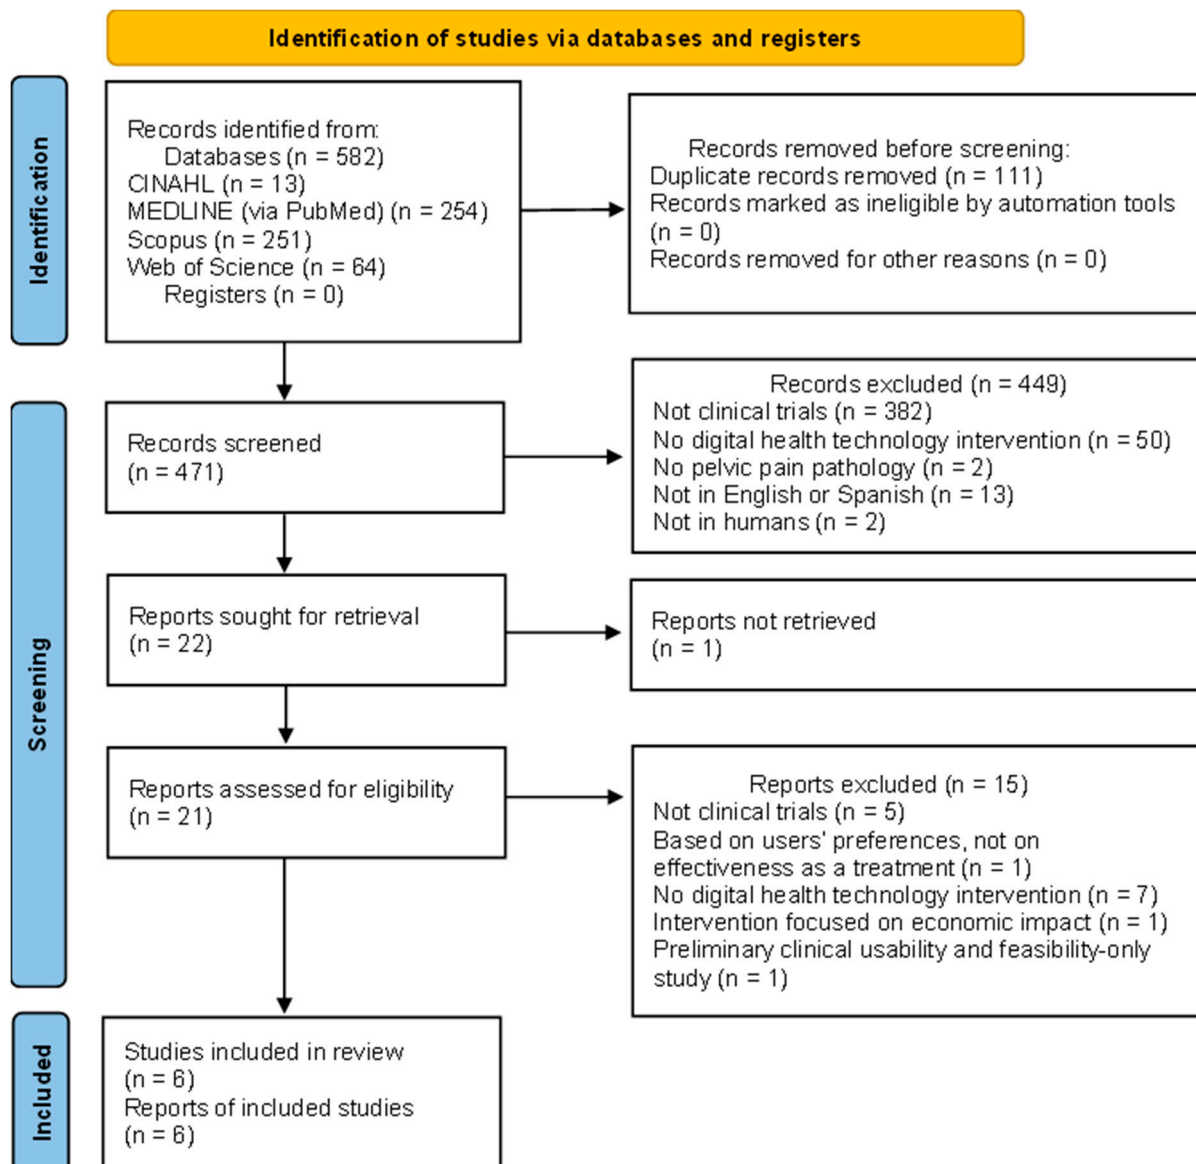 Identification of studies via databases and registers
Identification
Records identified from:
Databases (n = 582)
CINAHL (n = 13)
MEDLINE (via PubMed) (n = 254)
Scopus (n = 251)
Web of Science (n = 64)
Registers (n = 0)
Records removed before screening:
Duplicate records removed (n = 111)
Records marked as ineligible by automation tools
(n = 0)
Records removed for other reasons (n = 0)
Screening
Records screened
(n = 471)
Records excluded (n = 449)
Not clinical trials (n = 382)
No digital health technology intervention (n = 50)
No pelvic pain pathology (n = 2)
Not in English or Spanish (n = 13)
Not in humans (n = 2)
Reports sought for retrieval
(n = 22)
Reports not retrieved
(n = 1)
Reports assessed for eligibility
(n = 21)
Reports excluded (n = 15)
Not clinical trials (n = 5)
Based on users' preferences, not on
effectiveness as a treatment (n = 1)
No digital health technology intervention (n = 7)
Intervention focused on economic impact (n = 1)
Preliminary clinical usability and feasibility-only
study (n = 1)
Included
Studies included in review
(n = 6)
Reports of included studies
(n = 6)